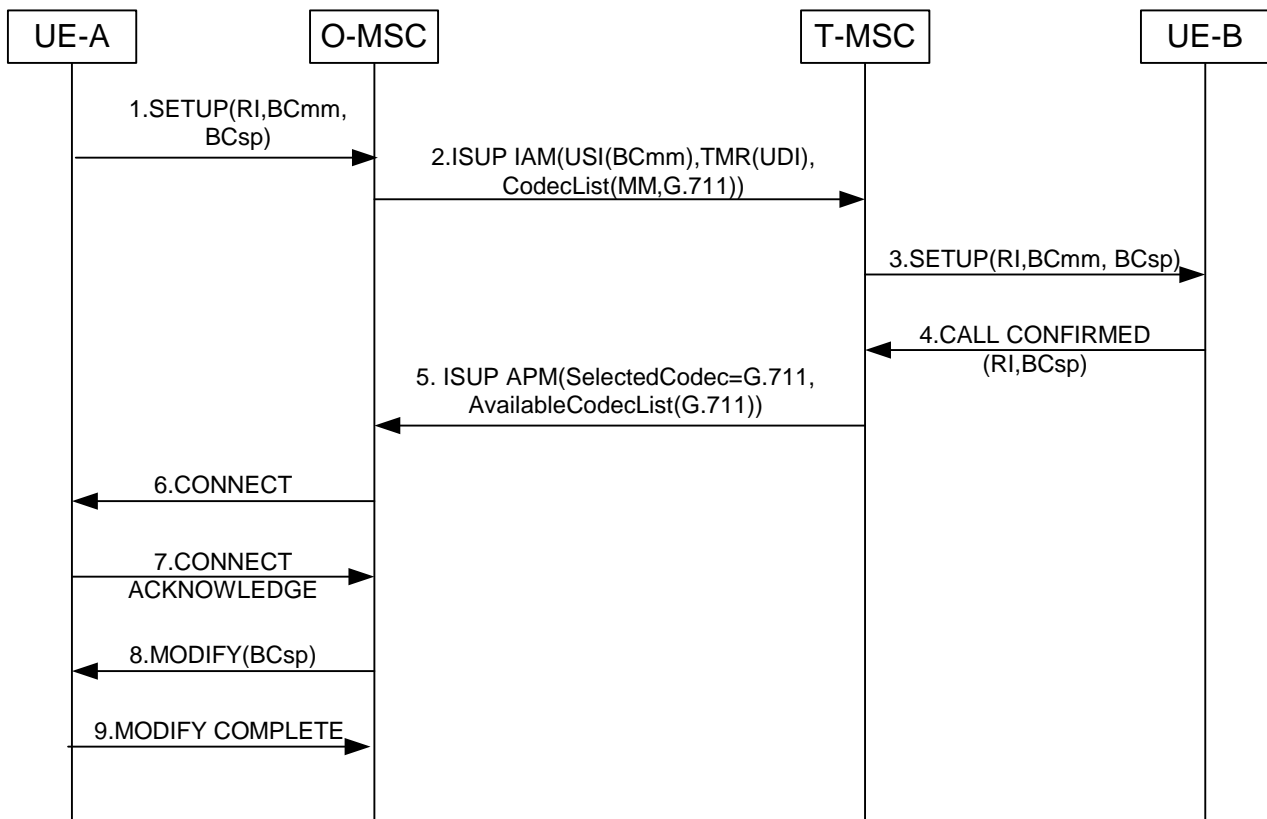 UE-A
O-MSC
T-MSC
UE-B
1.SETUP(RI,BCmm,
BCsp)
2.ISUP IAM(USI(BCmm),TMR(UDI),
CodecList(MM,G.711))
3.SETUP(RI,BCmm, BCsp)
4.CALL CONFIRMED
(RI,BCsp)
5. ISUP APM(SelectedCodec=G.711,
AvailableCodecList(G.711))
6.CONNECT
7.CONNECT
ACKNOWLEDGE
8.MODIFY(BCsp)
9.MODIFY COMPLETE